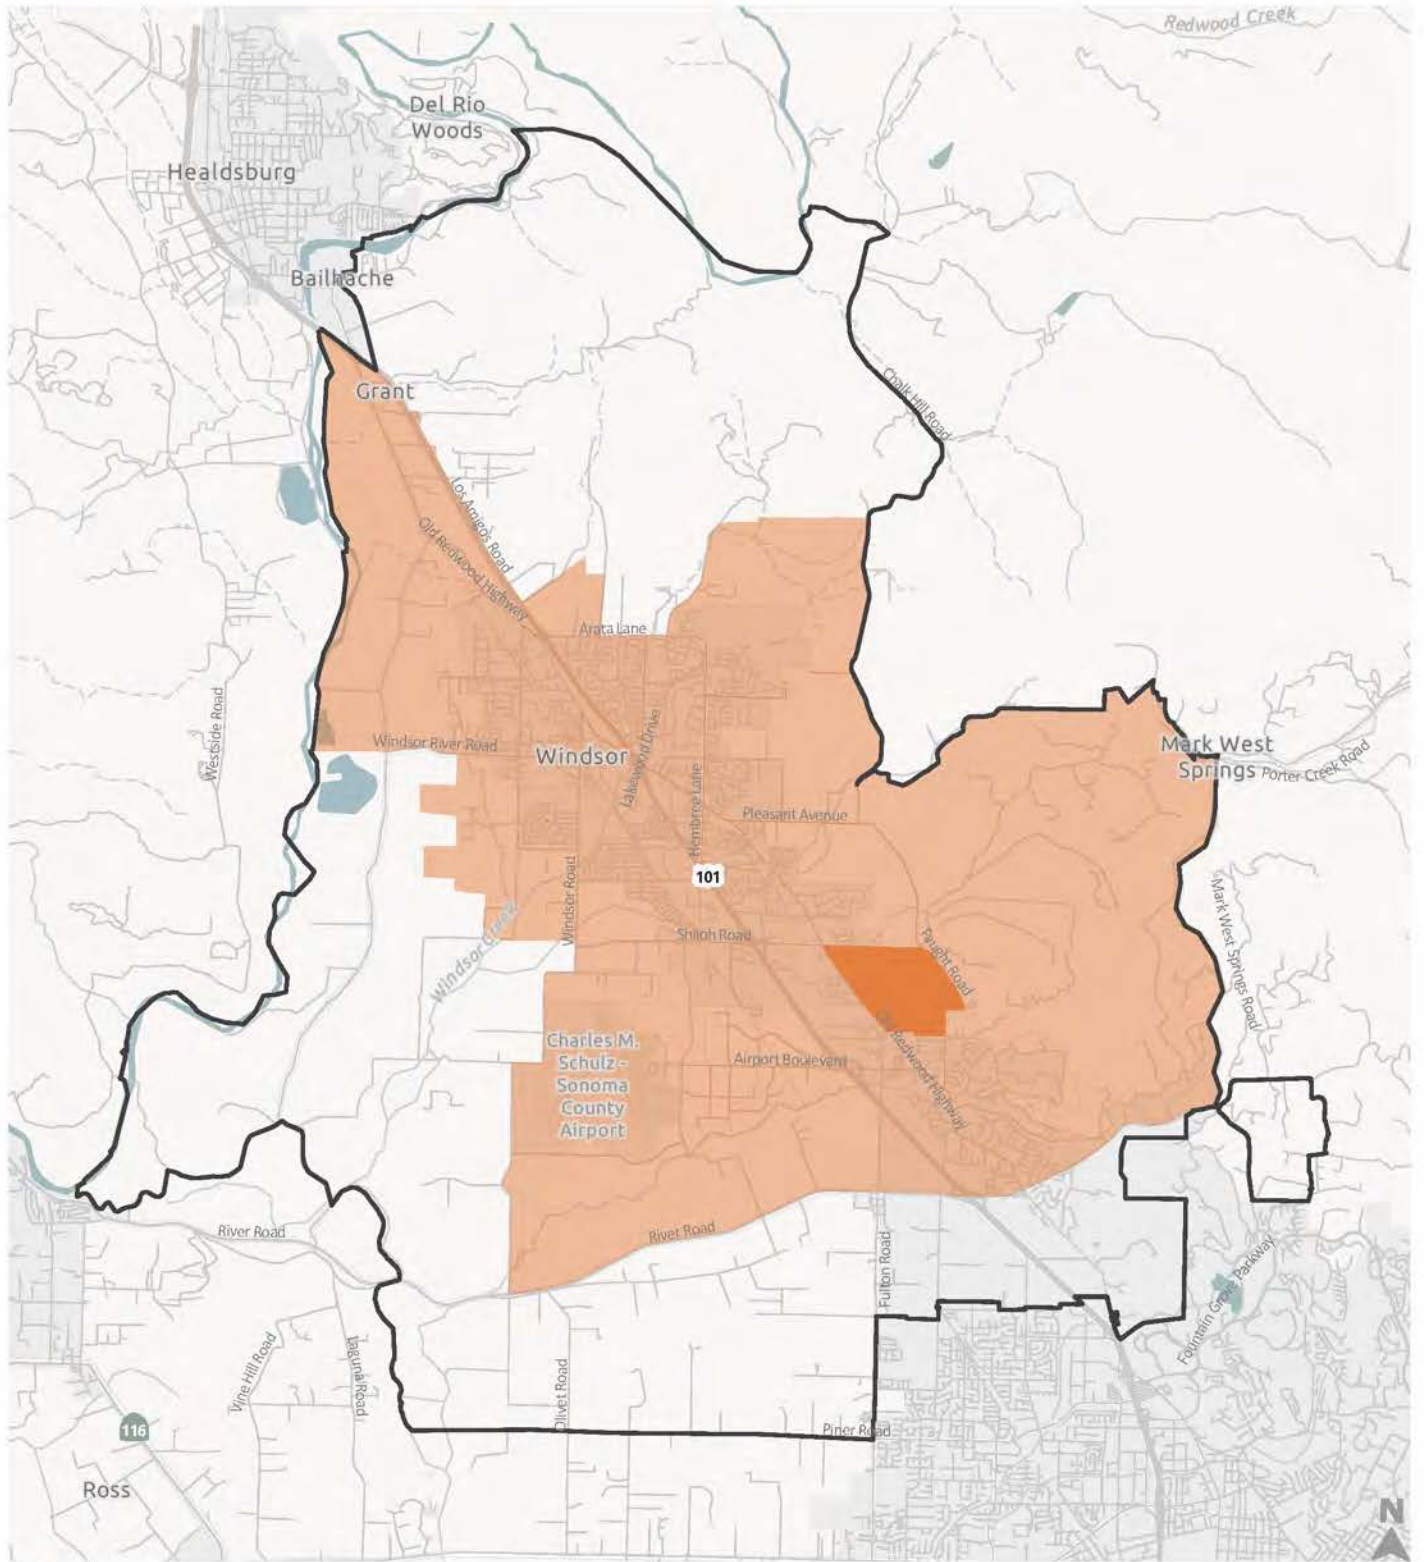 Redwood Creek
Del Rio
Woods
Healdsburg
Bailhache
Grant
Chalk Hill Road
Los Amigos Road
Old Redwood Highway
Arata Lane
Westside Road
Windsor River Road
Windsor
Lakewood Drive
Mark West
Springs
Porter Creek Road
Hembree Lane
Pleasant Avenue
101
Windsor Road
Mark West Springs Road
Windsor Creek
Shiloh Road
Faught Road
Charles M.
Schulz -
Sonoma
County
Airport
Airport Boulevard
Old Redwood Highway
River Road
River Road
Fulton Road
Fountain Grove Parkway
Vine Hill Road
Laguna Road
Olivet Road
116
Piner Road
Ross
N